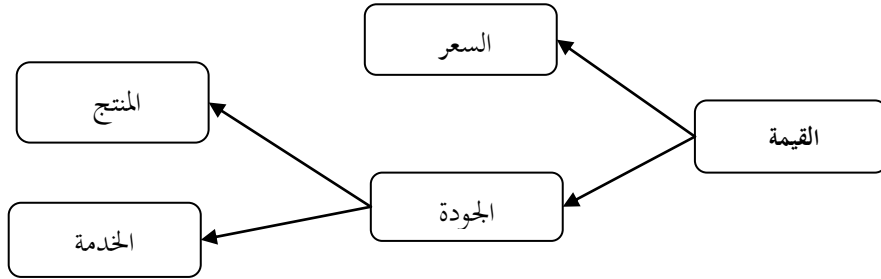 السعر
المنتج
القيمة
الجودة
الخدمة